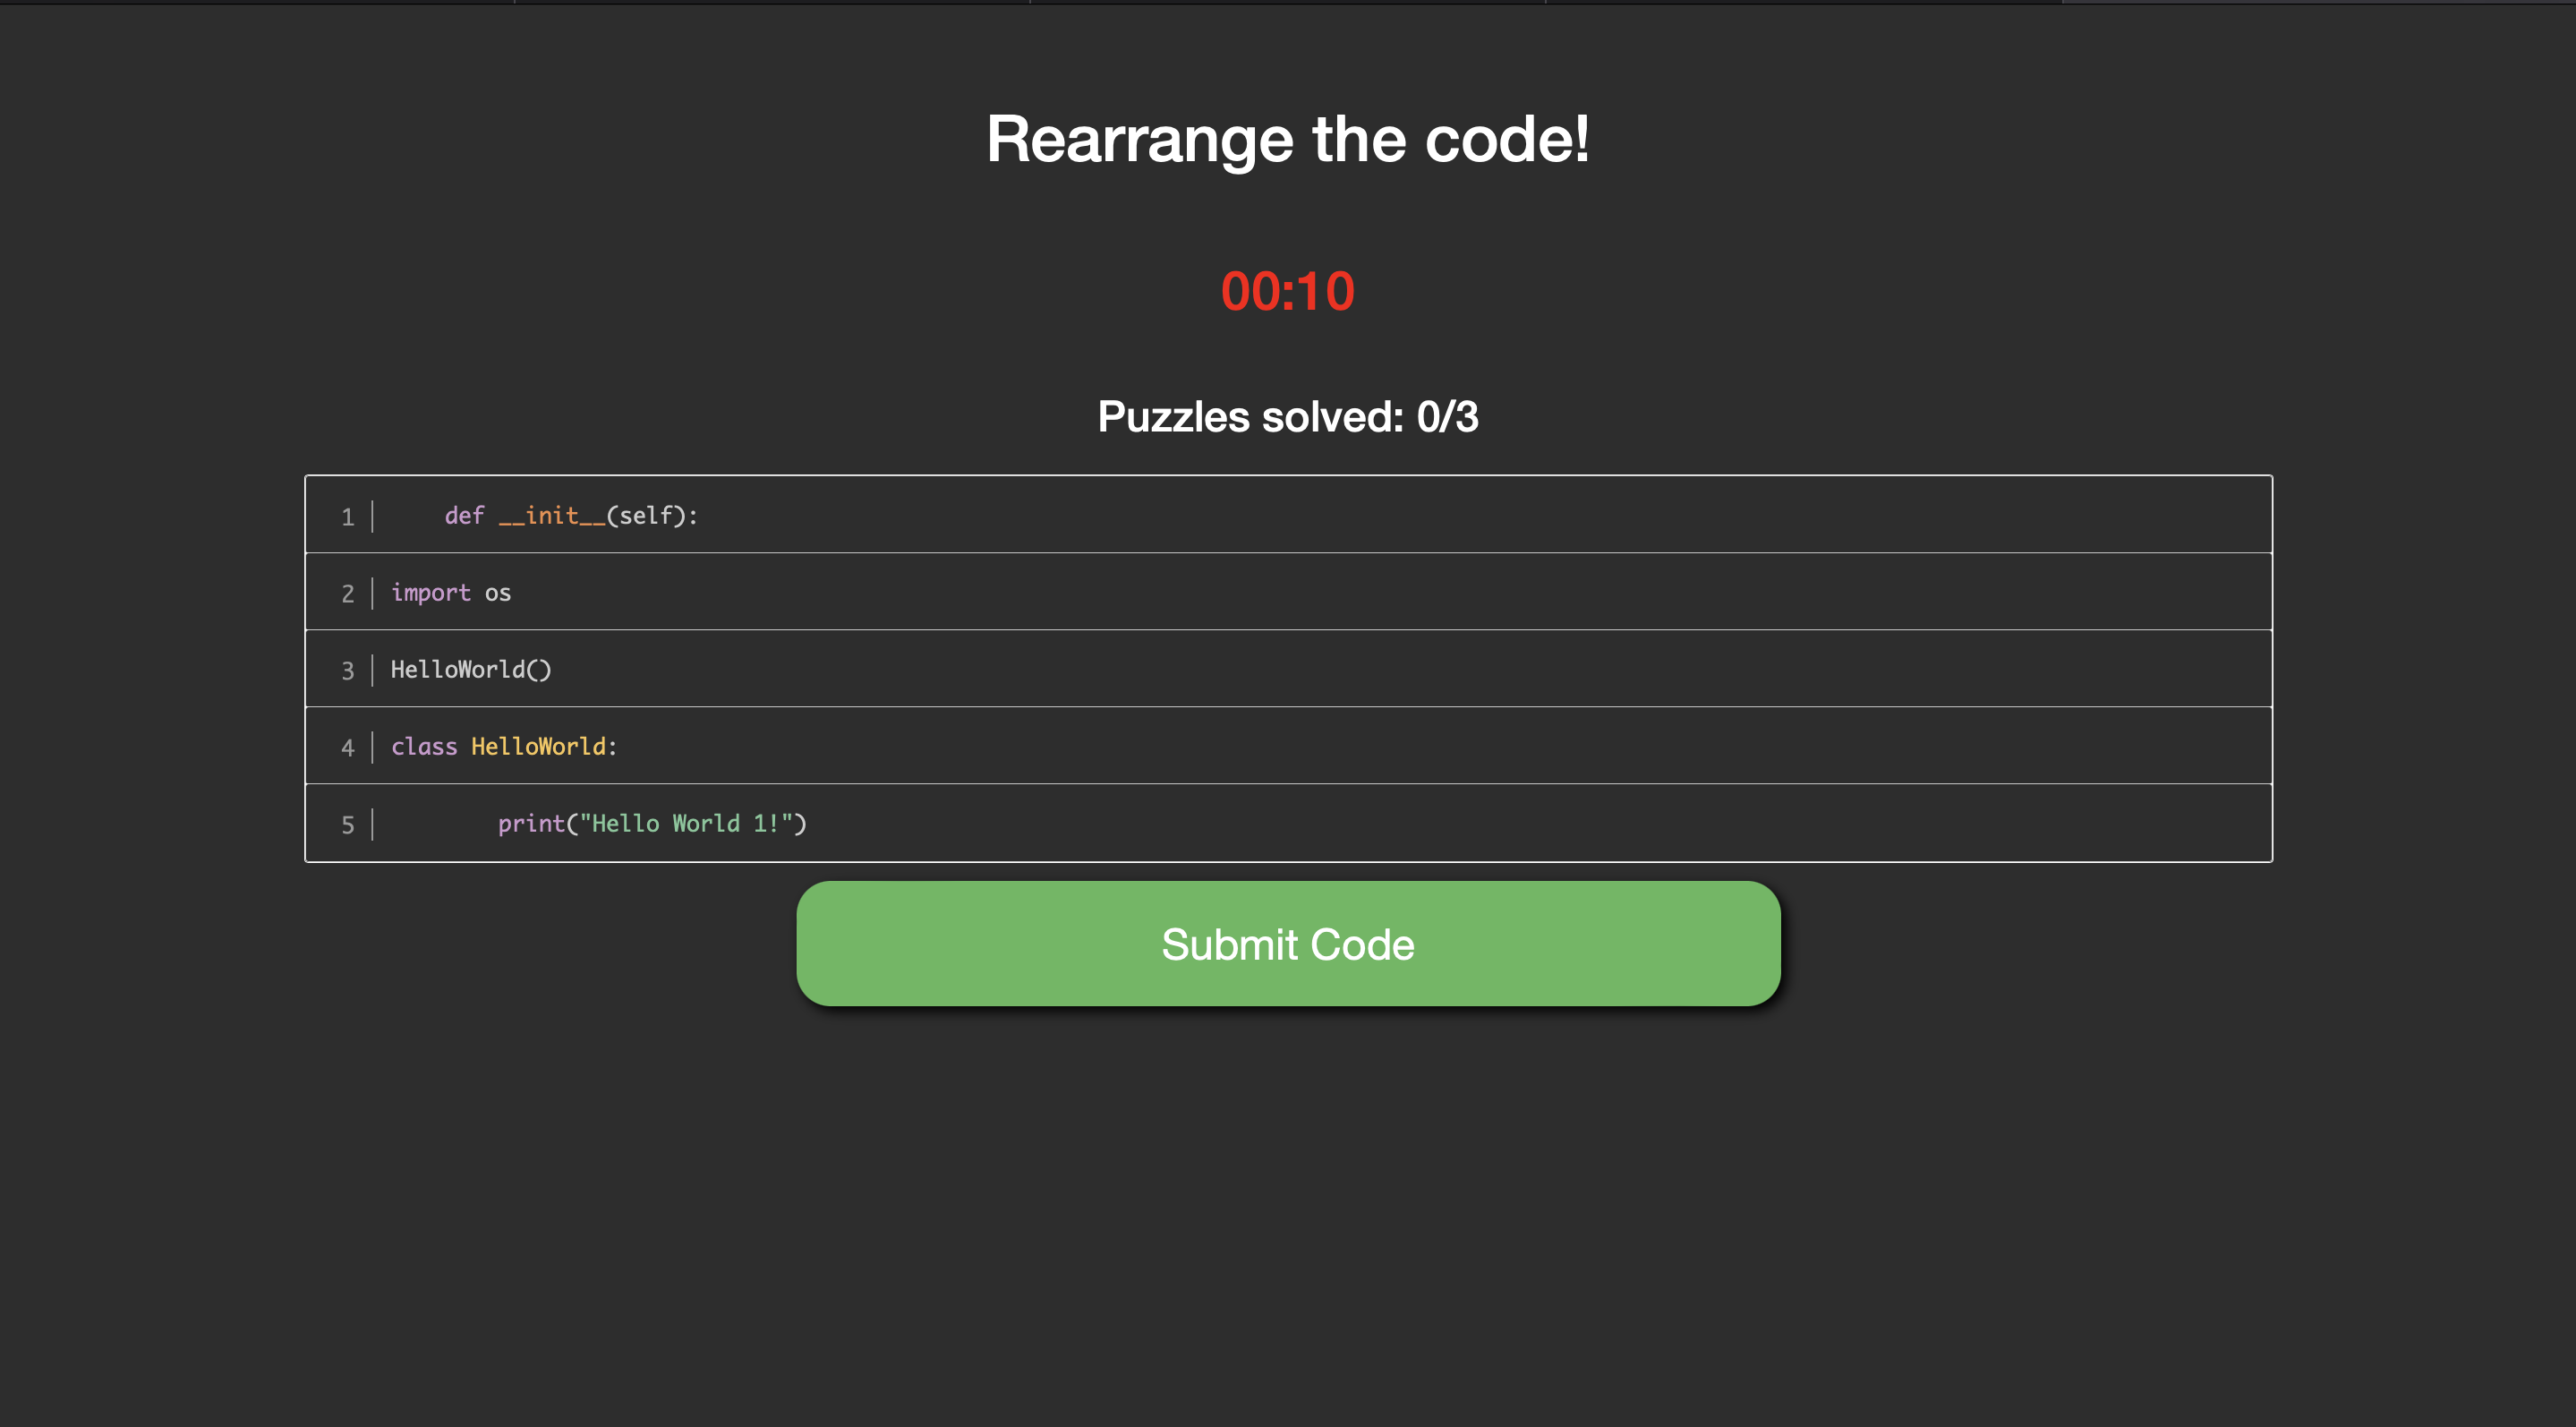 Rearrange the code!
00:10
Puzzles solved: 0/3
1 def __init__(self):
2 import os
3 HelloWorld()
4 class HelloWorld:
5 print("Hello World 1!")
Submit Code